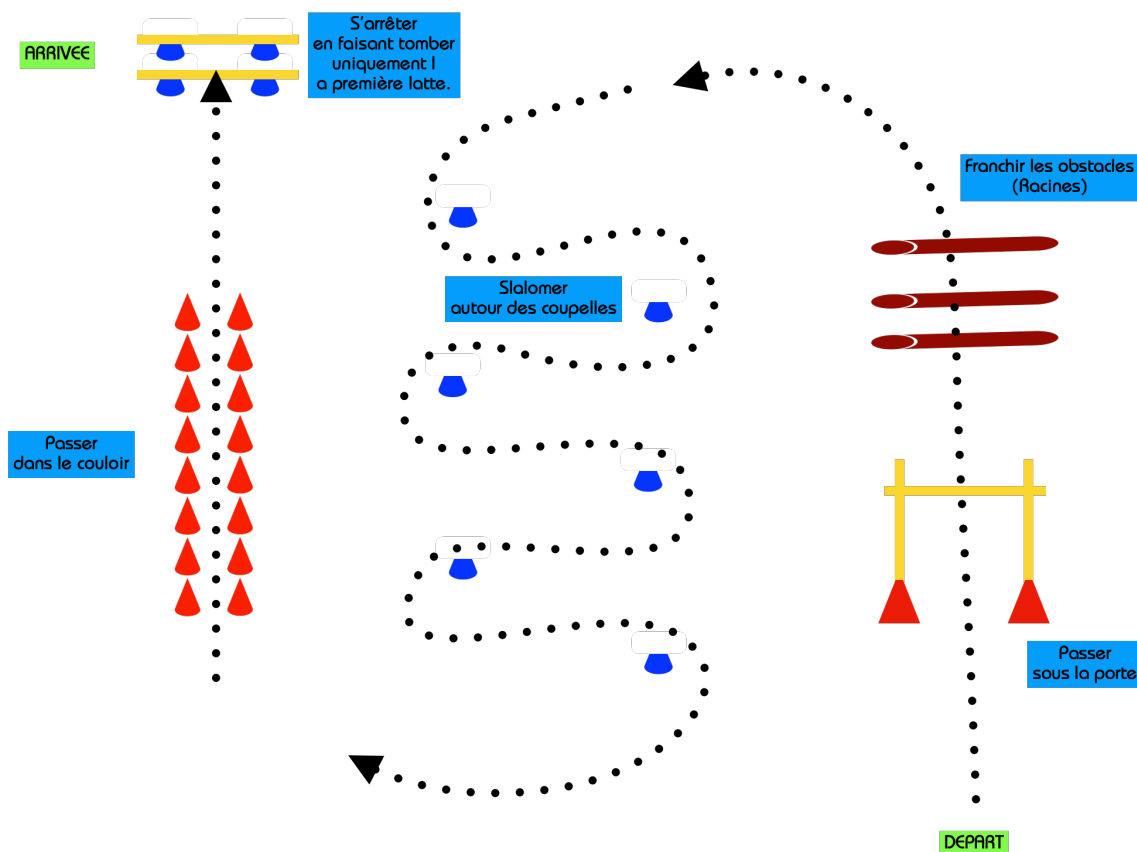 ARRIVEE
S'arrêter
en faisant tomber
uniquement l
a première latte.
Franchir les obstacles
(Racines)
Slalomer
autour des coupelles
Passer
dans le couloir
Passer
sous la porte
DEPART